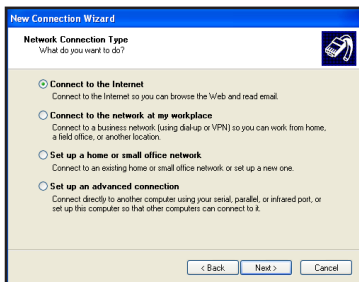 New Connection Wizard
Network Connection Type
What do you want to do?
Connect to the Internet
Connect to the Internet so you can browse the Web and read email.
Connect to the network at my workplace
Connect to a business network (using dial-up or VPN) so you can work from home,
a field office, or another location.
Set up a home or small office network
Connect to an existing home or small office network or set up a new one.
Set up an advanced connection
Connect directly to another computer using your serial, parallel, or infrared port, or
set up this computer so that other computers can connect to it.
< Back Next > Cancel